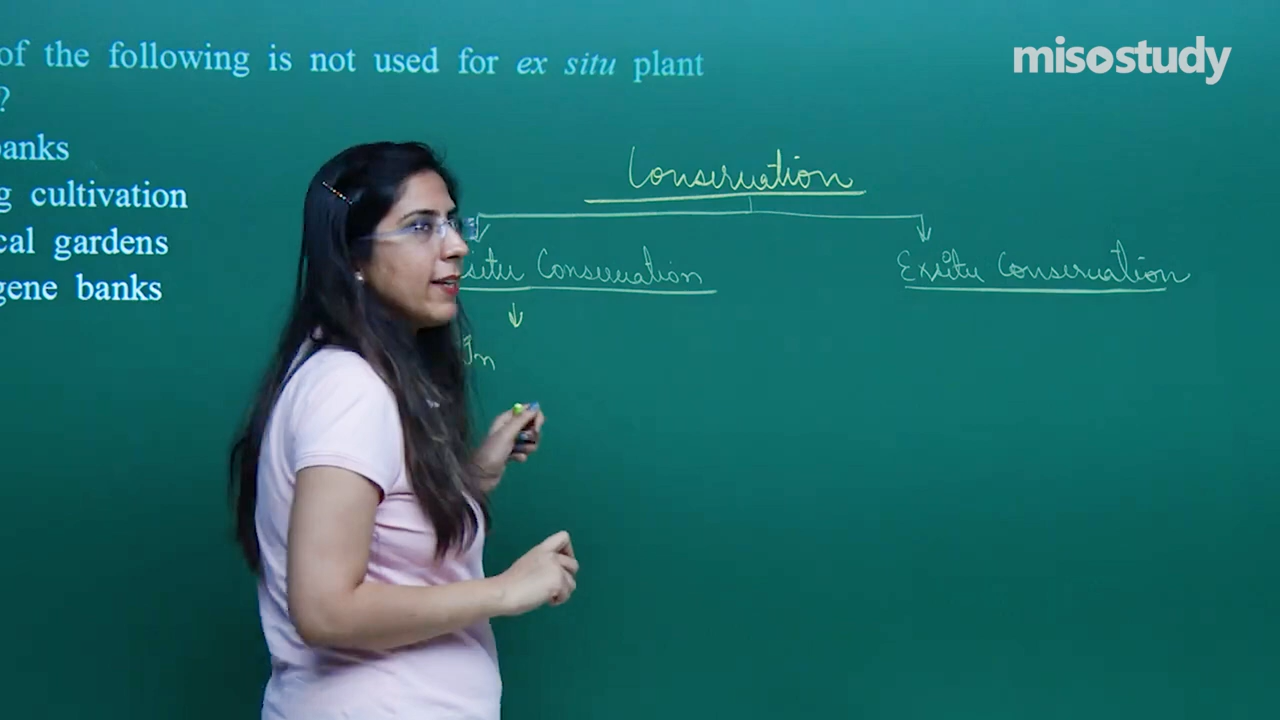 of the following is not used for ex situ plant
?
banks
g cultivation
cal gardens
gene banks
misostudy
Conservation
situ Conservation
Exsitu Conservation
In